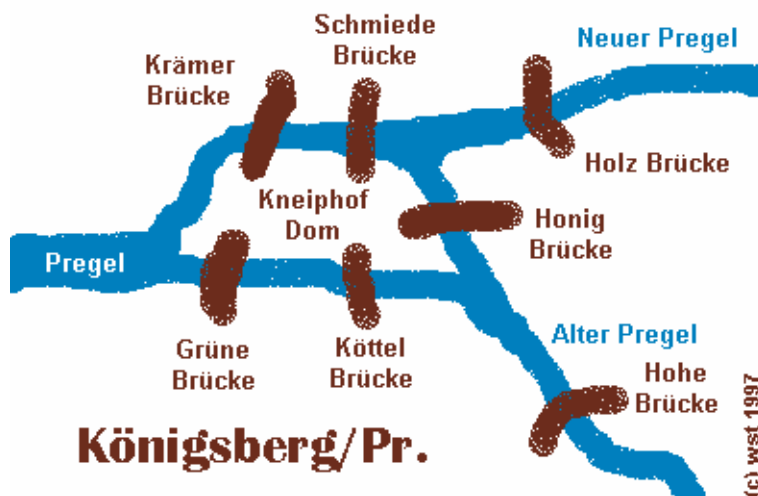 Schmiede
Brücke
Neuer Pregel
Krämer
Brücke
Holz Brücke
Kneiphof
Dom
Honig
Brücke
Pregel
Alter Pregel
Grüne
Brücke
Köttel
Brücke
Hohe
Brücke
Königsberg/Pr.
(c) wst 1997